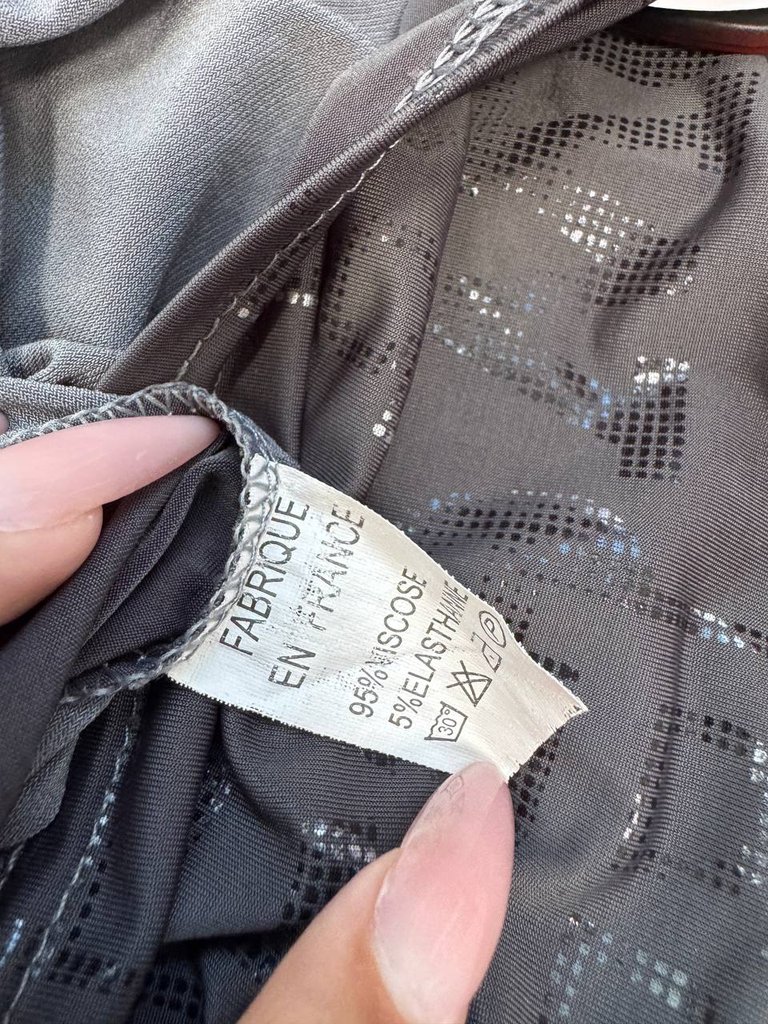 FABRIQUE
EN FRANCE
95% VISCOSE
5% ELASTHANNE
30°
P